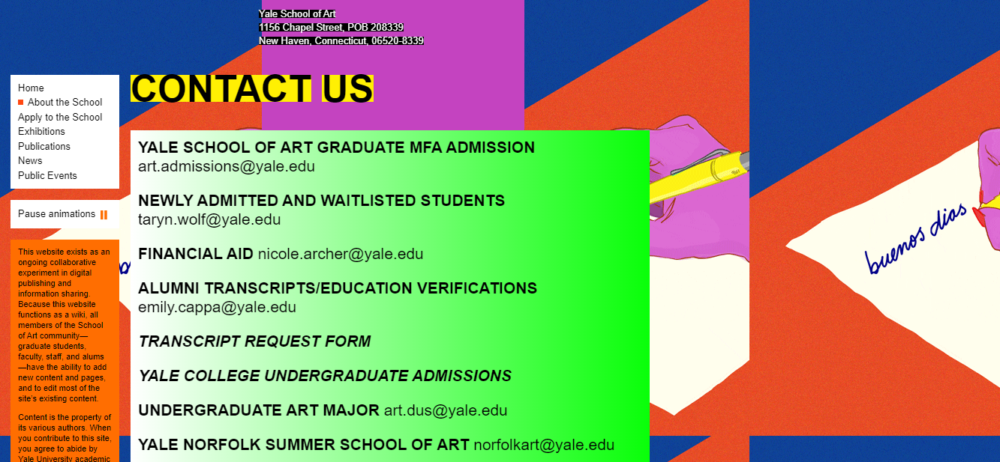 Yale School of Art
1156 Chapel Street, POB 208339
New Haven, Connecticut, 06520-8339
CONTACT US
Home
About the School
Apply to the School
Exhibitions
Publications
News
Public Events
Pause animations
This website exists as an
ongoing collaborative
experiment in digital
publishing and
information sharing.
Because this website
functions as a wiki, all
members of the School
of Art community—
graduate students,
faculty, staff, and alums
—have the ability to add
new content and pages,
and to edit most of the
site's existing content.
Content is the property of
its various authors. When
you contribute to this site,
you agree to abide by
Yale University academic
YALE SCHOOL OF ART GRADUATE MFA ADMISSION
art.admissions@yale.edu
NEWLY ADMITTED AND WAITLISTED STUDENTS
taryn.wolf@yale.edu
FINANCIAL AID nicole.archer@yale.edu
ALUMNI TRANSCRIPTS/EDUCATION VERIFICATIONS
emily.cappa@yale.edu
TRANSCRIPT REQUEST FORM
YALE COLLEGE UNDERGRADUATE ADMISSIONS
UNDERGRADUATE ART MAJOR art.dus@yale.edu
YALE NORFOLK SUMMER SCHOOL OF ART norfolkart@yale.edu
buenos dias